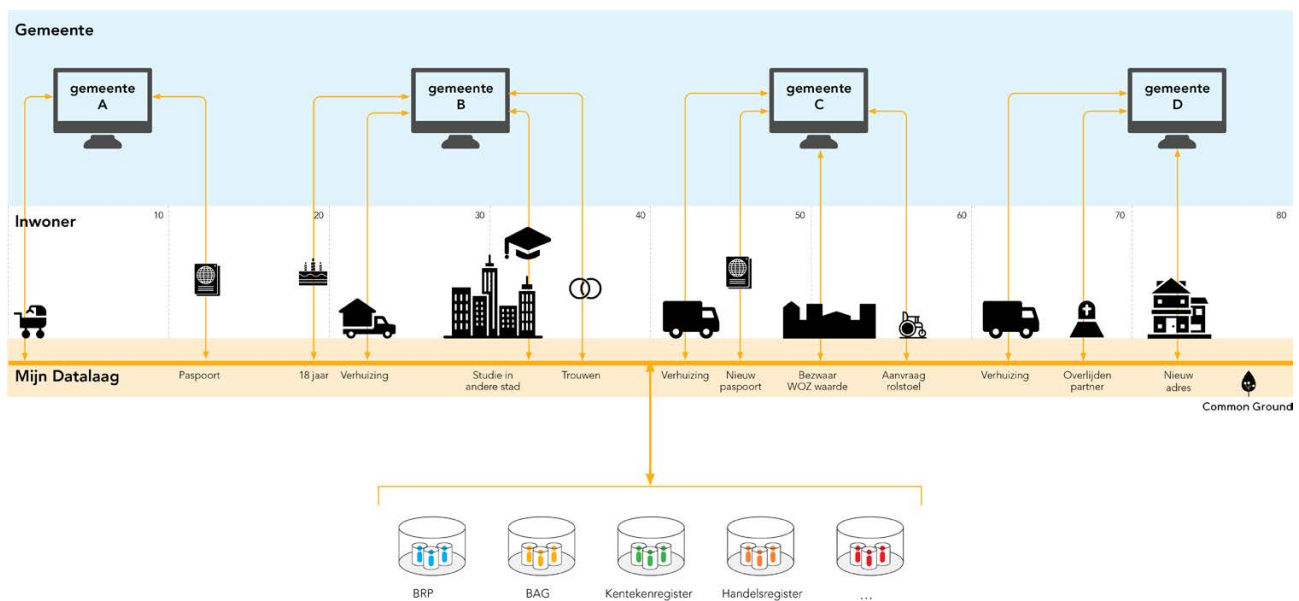 Gemeente
gemeente
A
gemeente
B
gemeente
C
gemeente
D
Inwoner
10
20
30
40
50
60
70
80
Mijn Datalaag
Paspoort
18 jaar
Verhuizing
Studie in
andere stad
Trouwen
Verhuizing
Nieuw
paspoort
Bezwaar
WOZ waarde
Aanvraag
rolstoel
Verhuizing
Overlijden
partner
Nieuw
adres
Common Ground
BRP
BAG
Kentekenregister
Handelsregister
...